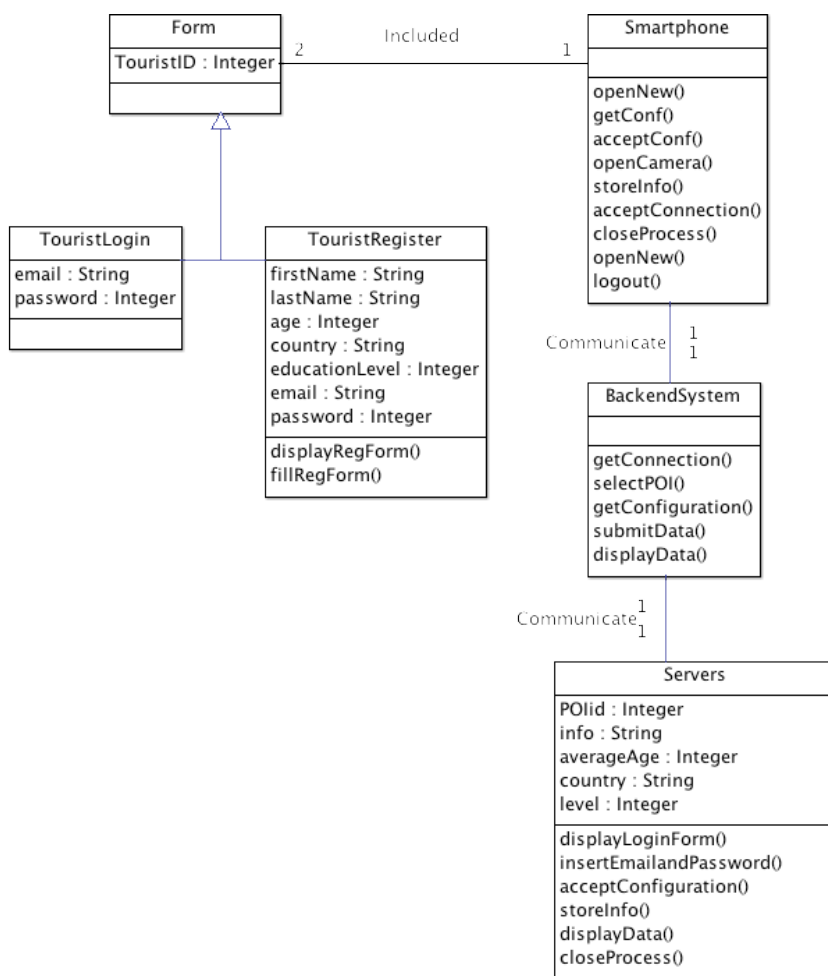 Form
TouristID : Integer
2
Included
1
Smartphone
openNew()
getConf()
acceptConf()
openCamera()
storeInfo()
acceptConnection()
closeProcess()
openNew()
logout()
TouristLogin
email : String
password : Integer
TouristRegister
firstName : String
lastName : String
age : Integer
country : String
educationLevel : Integer
email : String
password : Integer
displayRegForm()
fillRegForm()
Communicate
1
1
BackendSystem
getConnection()
selectPOI()
getConfiguration()
submitData()
displayData()
Communicate
1
1
Servers
POIid : Integer
info : String
averageAge : Integer
country : String
level : Integer
displayLoginForm()
insertEmailandPassword()
acceptConfiguration()
storeInfo()
displayData()
closeProcess()